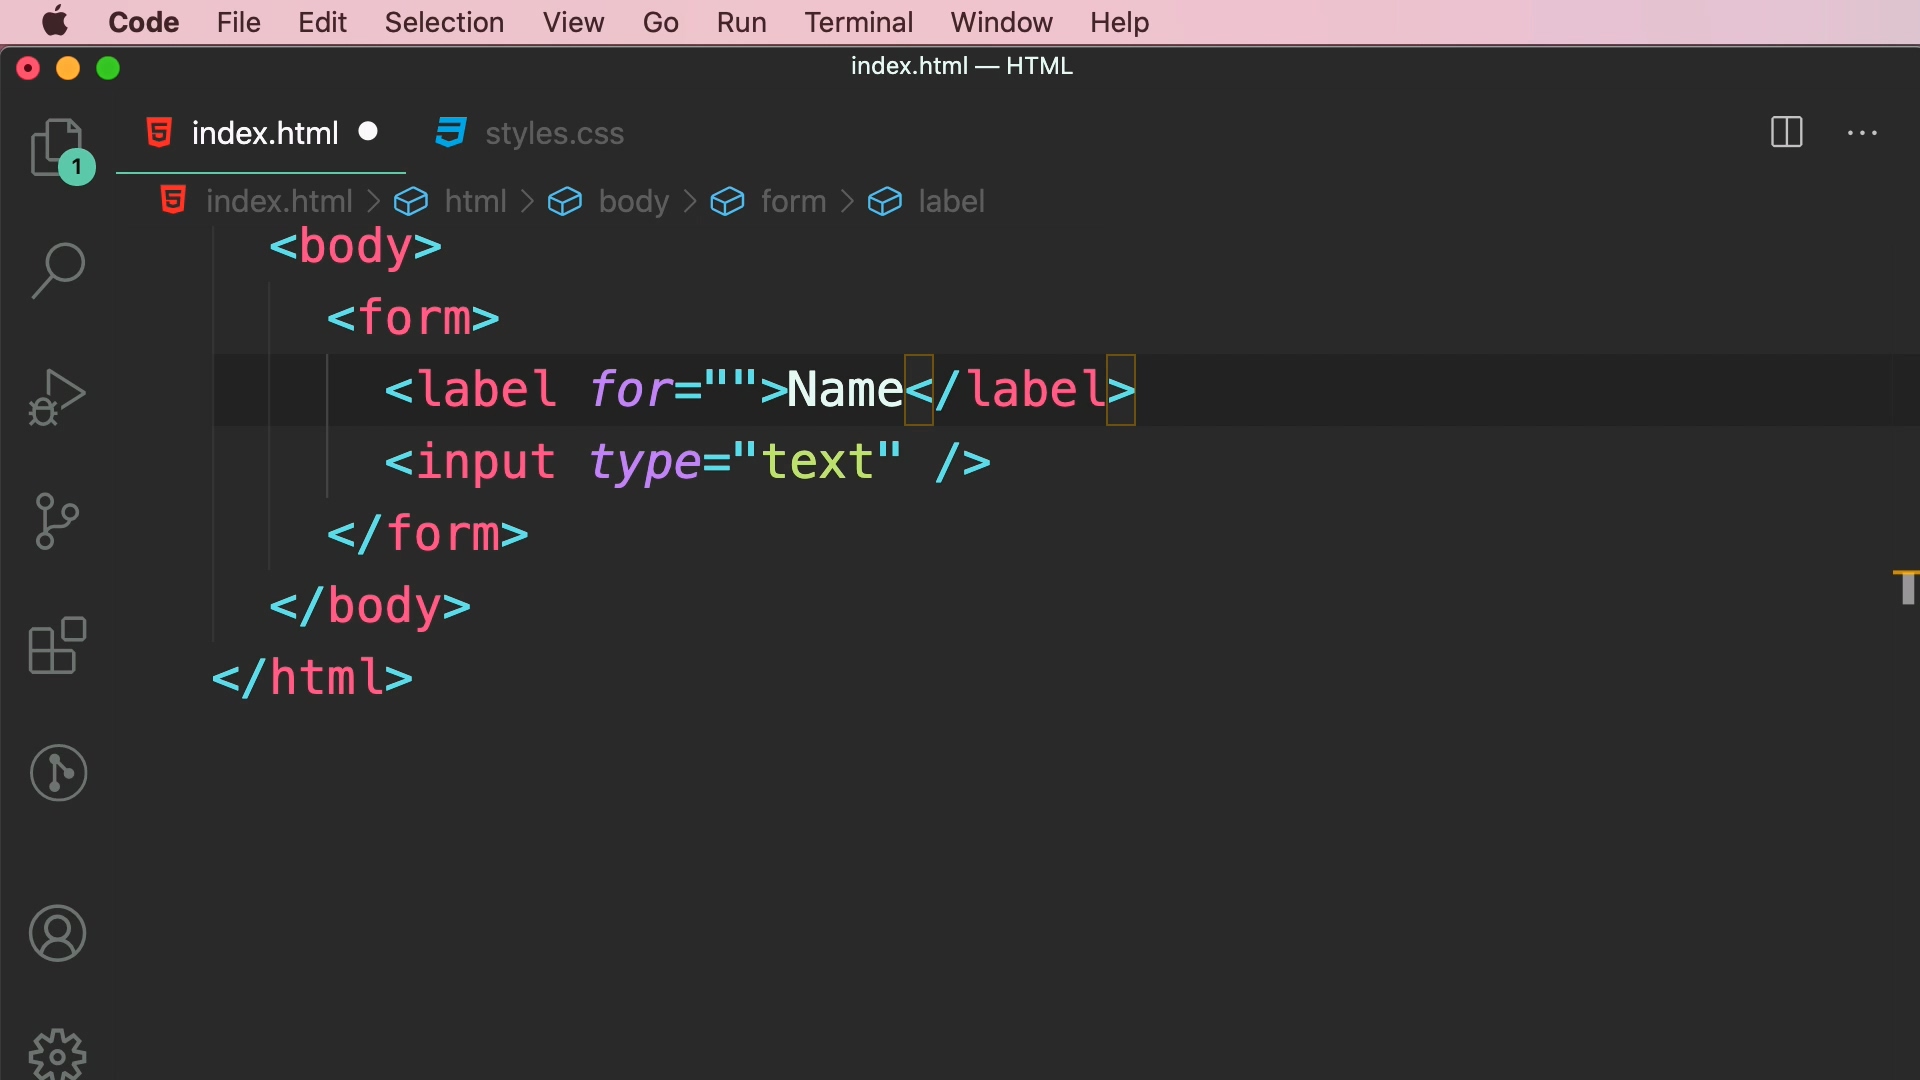 Code File Edit Selection View Go Run Terminal Window Help
index.html — HTML
index.html styles.css
1
index.html > html > body > form > label
<body>
<form>
<label for="">Name</label>
<input type="text" />
</form>
</body>
</html>